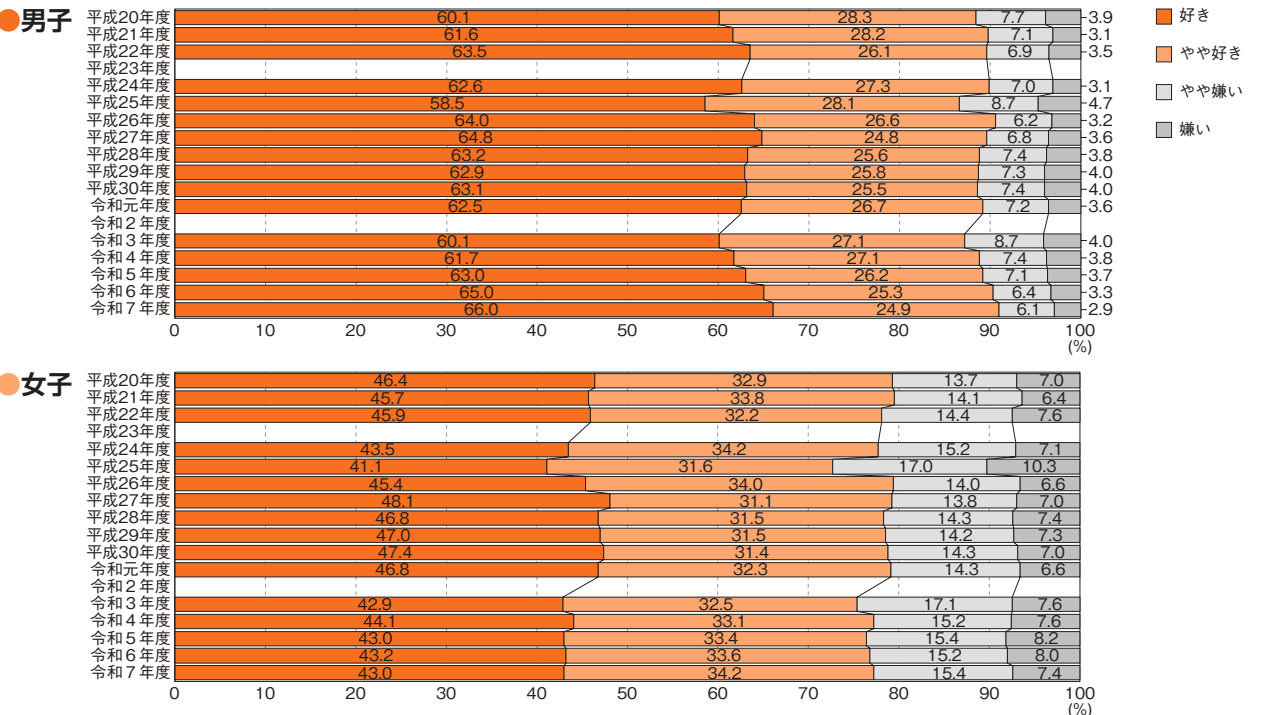 ●男子
平成20年度 60.1 28.3 7.7 3.9
平成21年度 61.6 28.2 7.1 3.1
平成22年度 63.5 26.1 6.9 3.5
平成23年度
平成24年度 62.6 27.3 7.0 3.1
平成25年度 58.5 28.1 8.7 4.7
平成26年度 64.0 26.6 6.2 3.2
平成27年度 64.8 24.8 6.8 3.6
平成28年度 63.2 25.6 7.4 3.8
平成29年度 62.9 25.8 7.3 4.0
平成30年度 63.1 25.5 7.4 4.0
令和元年度 62.5 26.7 7.2 3.6
令和2年度
令和3年度 60.1 27.1 8.7 4.0
令和4年度 61.7 27.1 7.4 3.8
令和5年度 63.0 26.2 7.1 3.7
令和6年度 65.0 25.3 6.4 3.3
令和7年度 66.0 24.9 6.1 2.9
0 10 20 30 40 50 60 70 80 90 100
(%)
好き
やや好き
やや嫌い
嫌い
●女子
平成20年度 46.4 32.9 13.7 7.0
平成21年度 45.7 33.8 14.1 6.4
平成22年度 45.9 32.2 14.4 7.6
平成23年度
平成24年度 43.5 34.2 15.2 7.1
平成25年度 41.1 31.6 17.0 10.3
平成26年度 45.4 34.0 14.0 6.6
平成27年度 48.1 31.1 13.8 7.0
平成28年度 46.8 31.5 14.3 7.4
平成29年度 47.0 31.5 14.2 7.3
平成30年度 47.4 31.4 14.3 7.0
令和元年度 46.8 32.3 14.3 6.6
令和2年度
令和3年度 42.9 32.5 17.1 7.6
令和4年度 44.1 33.1 15.2 7.6
令和5年度 43.0 33.4 15.4 8.2
令和6年度 43.2 33.6 15.2 8.0
令和7年度 43.0 34.2 15.4 7.4
0 10 20 30 40 50 60 70 80 90 100
(%)